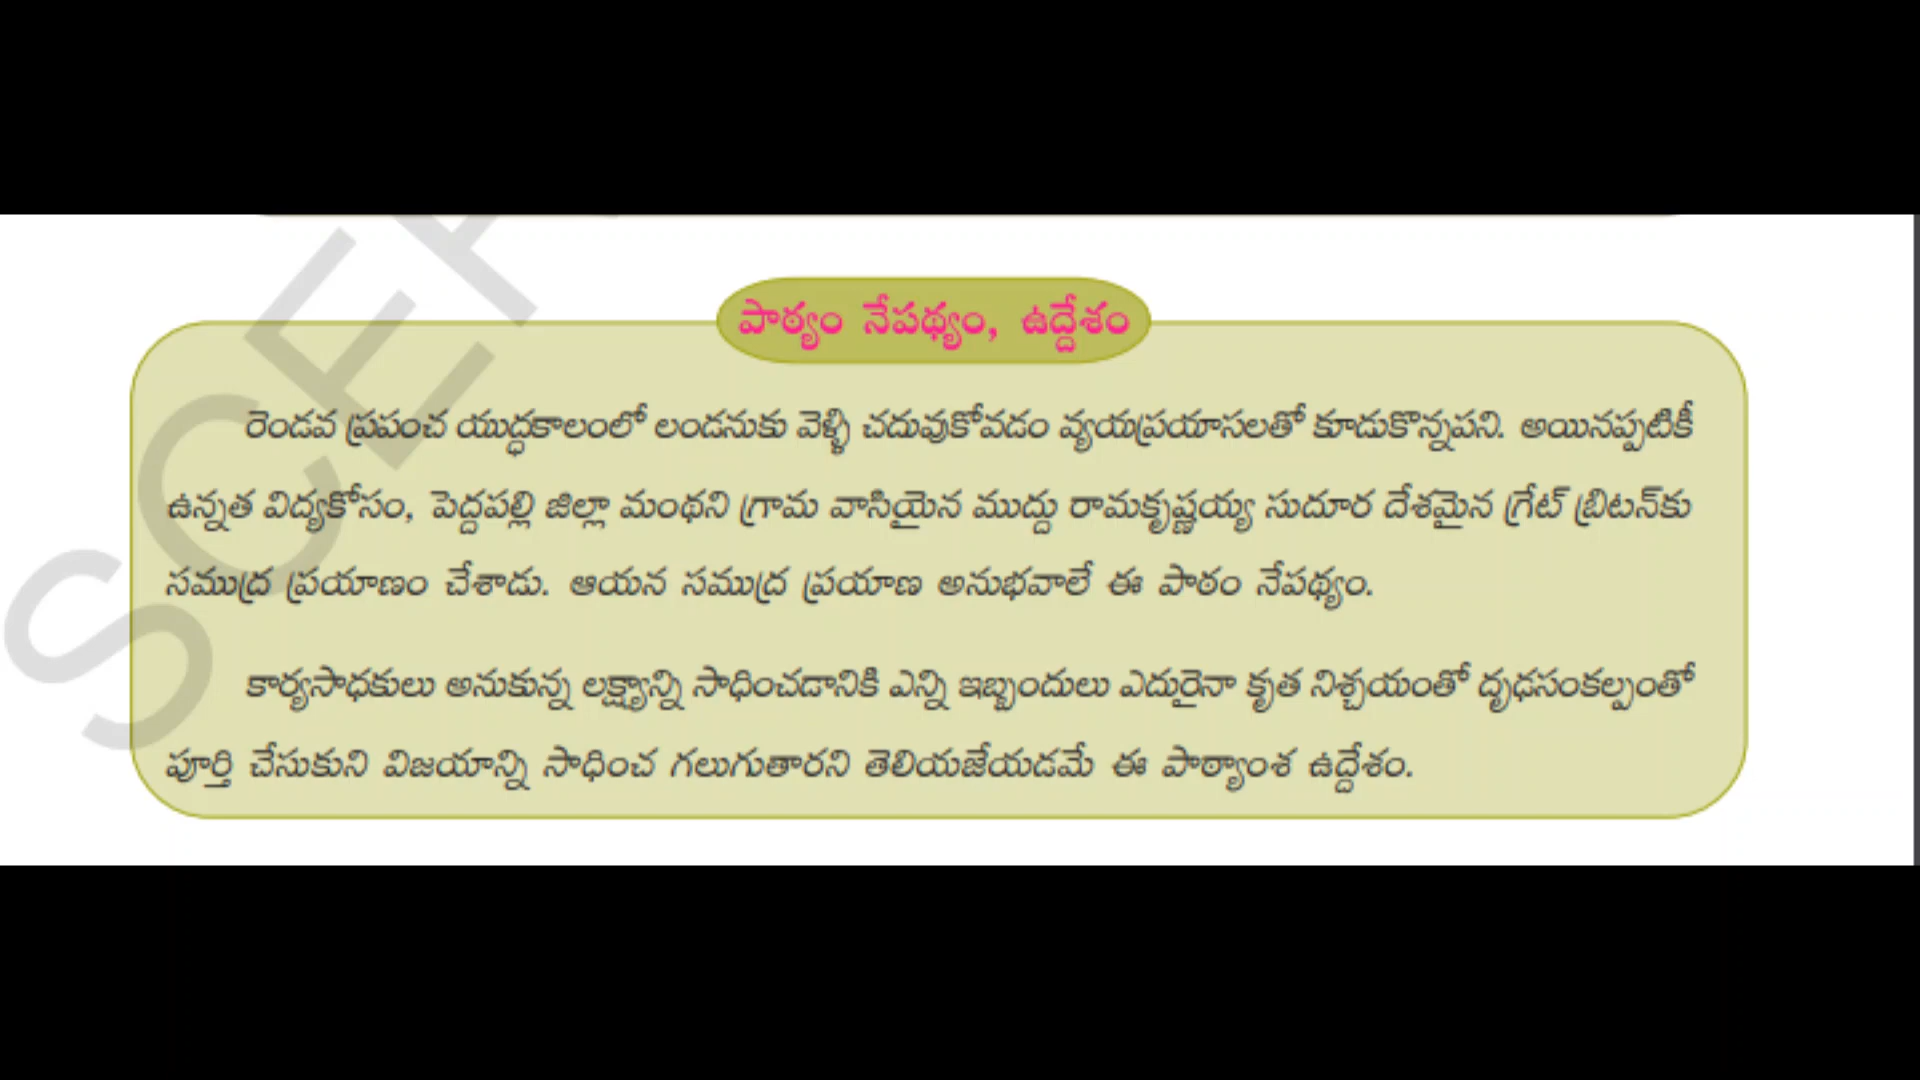 పాఠ్యం నేపథ్యం, ఉద్దేశం
రెండవ ప్రపంచ యుద్ధకాలంలో లండనుకు వెళ్ళి చదువుకోవడం వ్యయప్రయాసలతో కూడుకొన్నపని. అయినప్పటికీ
ఉన్నత విద్యకోసం, పెద్దపల్లి జిల్లా మంథని గ్రామ వాసియైన ముద్దు రామకృష్ణయ్య సుదూర దేశమైన గ్రేట్ బ్రిటన్‌కు
సముద్ర ప్రయాణం చేశాడు. ఆయన సముద్ర ప్రయాణ అనుభవాలే ఈ పాఠం నేపథ్యం.
కార్యసాధకులు అనుకున్న లక్ష్యాన్ని సాధించడానికి ఎన్ని ఇబ్బందులు ఎదురైనా కృత నిశ్చయంతో దృఢసంకల్పంతో
పూర్తి చేసుకుని విజయాన్ని సాధించ గలుగుతారని తెలియజేయడమే ఈ పాఠ్యాంశ ఉద్దేశం.